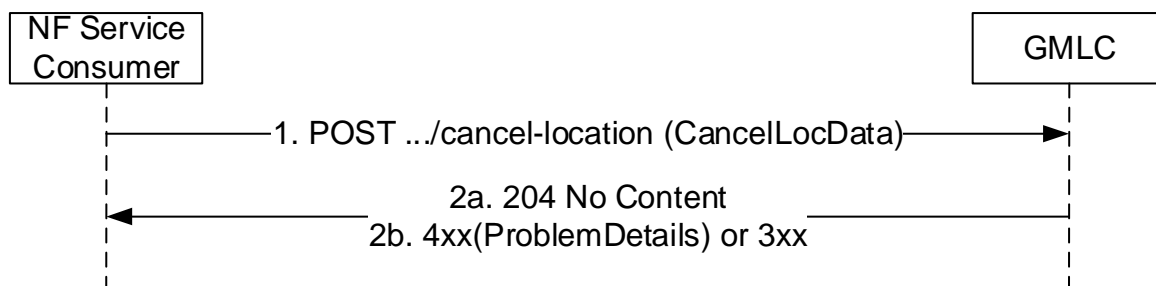 NF Service
Consumer
GMLC
1. POST .../cancel-location (CancelLocData)
2a. 204 No Content
2b. 4xx(ProblemDetails) or 3xx